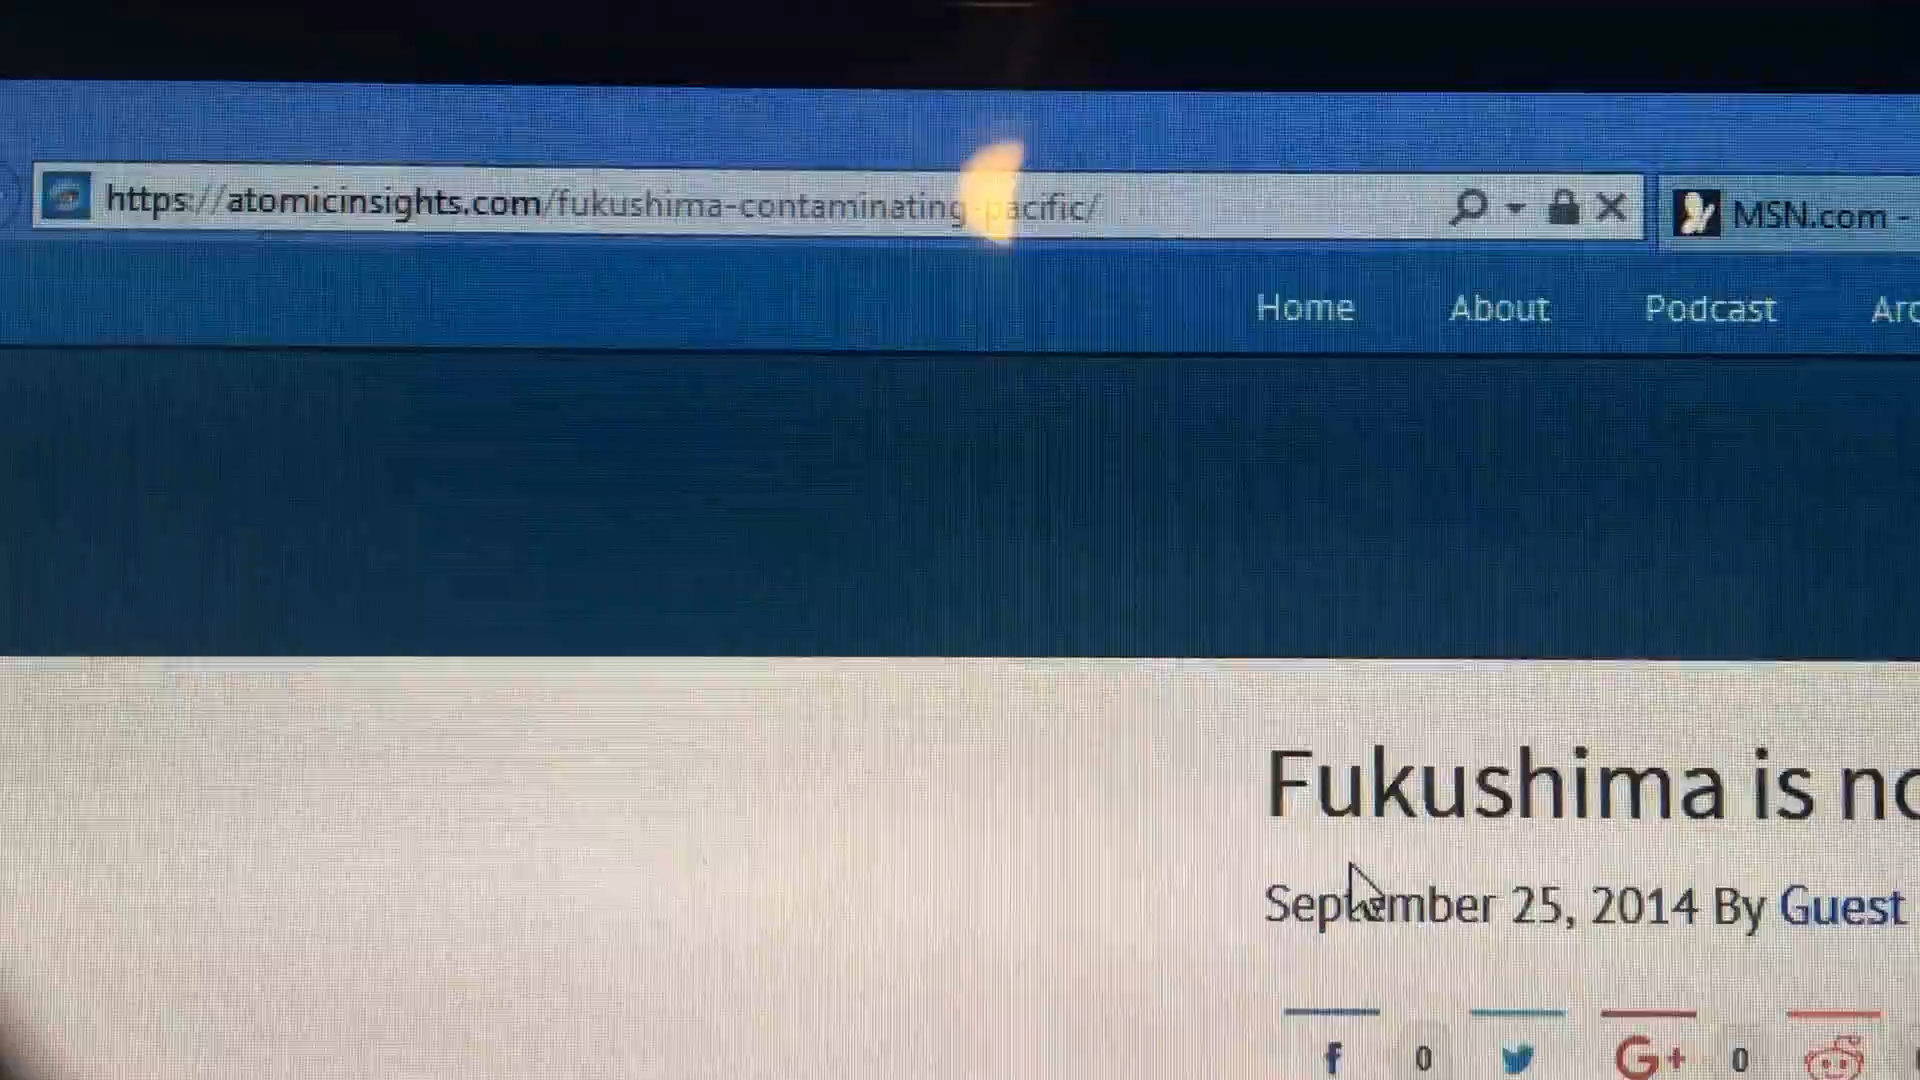 https://atomicinsights.com/fukushima-contaminating-pacific/
MSN.com -
Home About Podcast
Fukushima is
September 25, 2014 By Guest
f 0 G+ 0